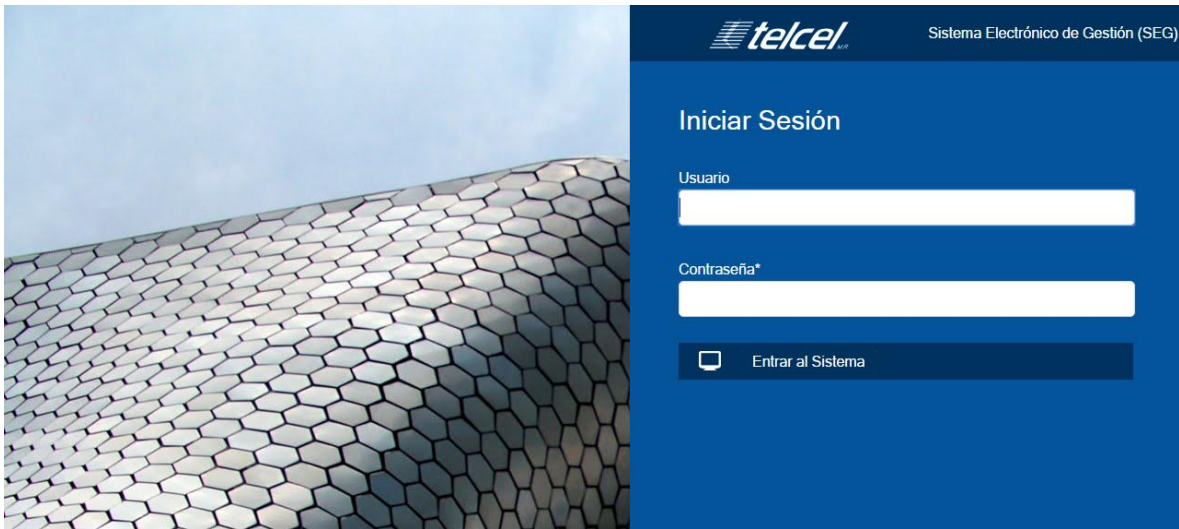 telcel M.R.
Sistema Electrónico de Gestión (SEG)
Iniciar Sesión
Usuario
Contraseña*
Entrar al Sistema